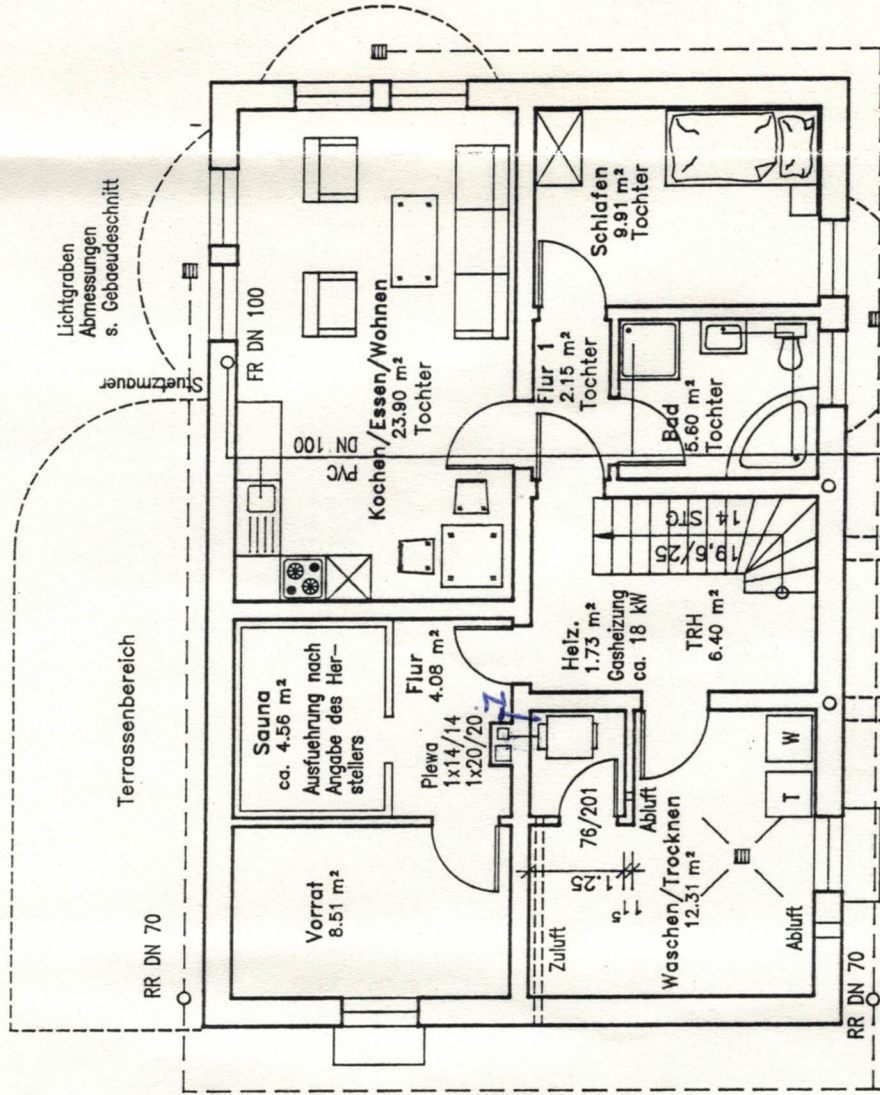 Lichtgraben
Abmessungen
s. Gebaeudeschnitt
Stuetzmauer
Terrassenbereich
RR DN 70
FR DN 100
PVC DN 100
Kochen/Essen/Wohnen
23.90 m²
Tochter
Schlafen
9.91 m²
Tochter
Flur 1
2.15 m²
Tochter
Bad
5.60 m²
Tochter
Sauna
ca. 4.56 m²
Ausfuehrung nach
Angabe des Her-
stellers
Flur
4.08 m²
Plewa
1x14/14
1x20/20
Vorrat
8.51 m²
Heiz.
1.73 m²
Gasheizung
ca. 18 kW
TRH
6.40 m²
14 STG
19,6/25
76/201
Abluft
Zuluft
1.25
11⁵
Waschen/Trocknen
12.31 m²
Abluft
T
W
RR DN 70